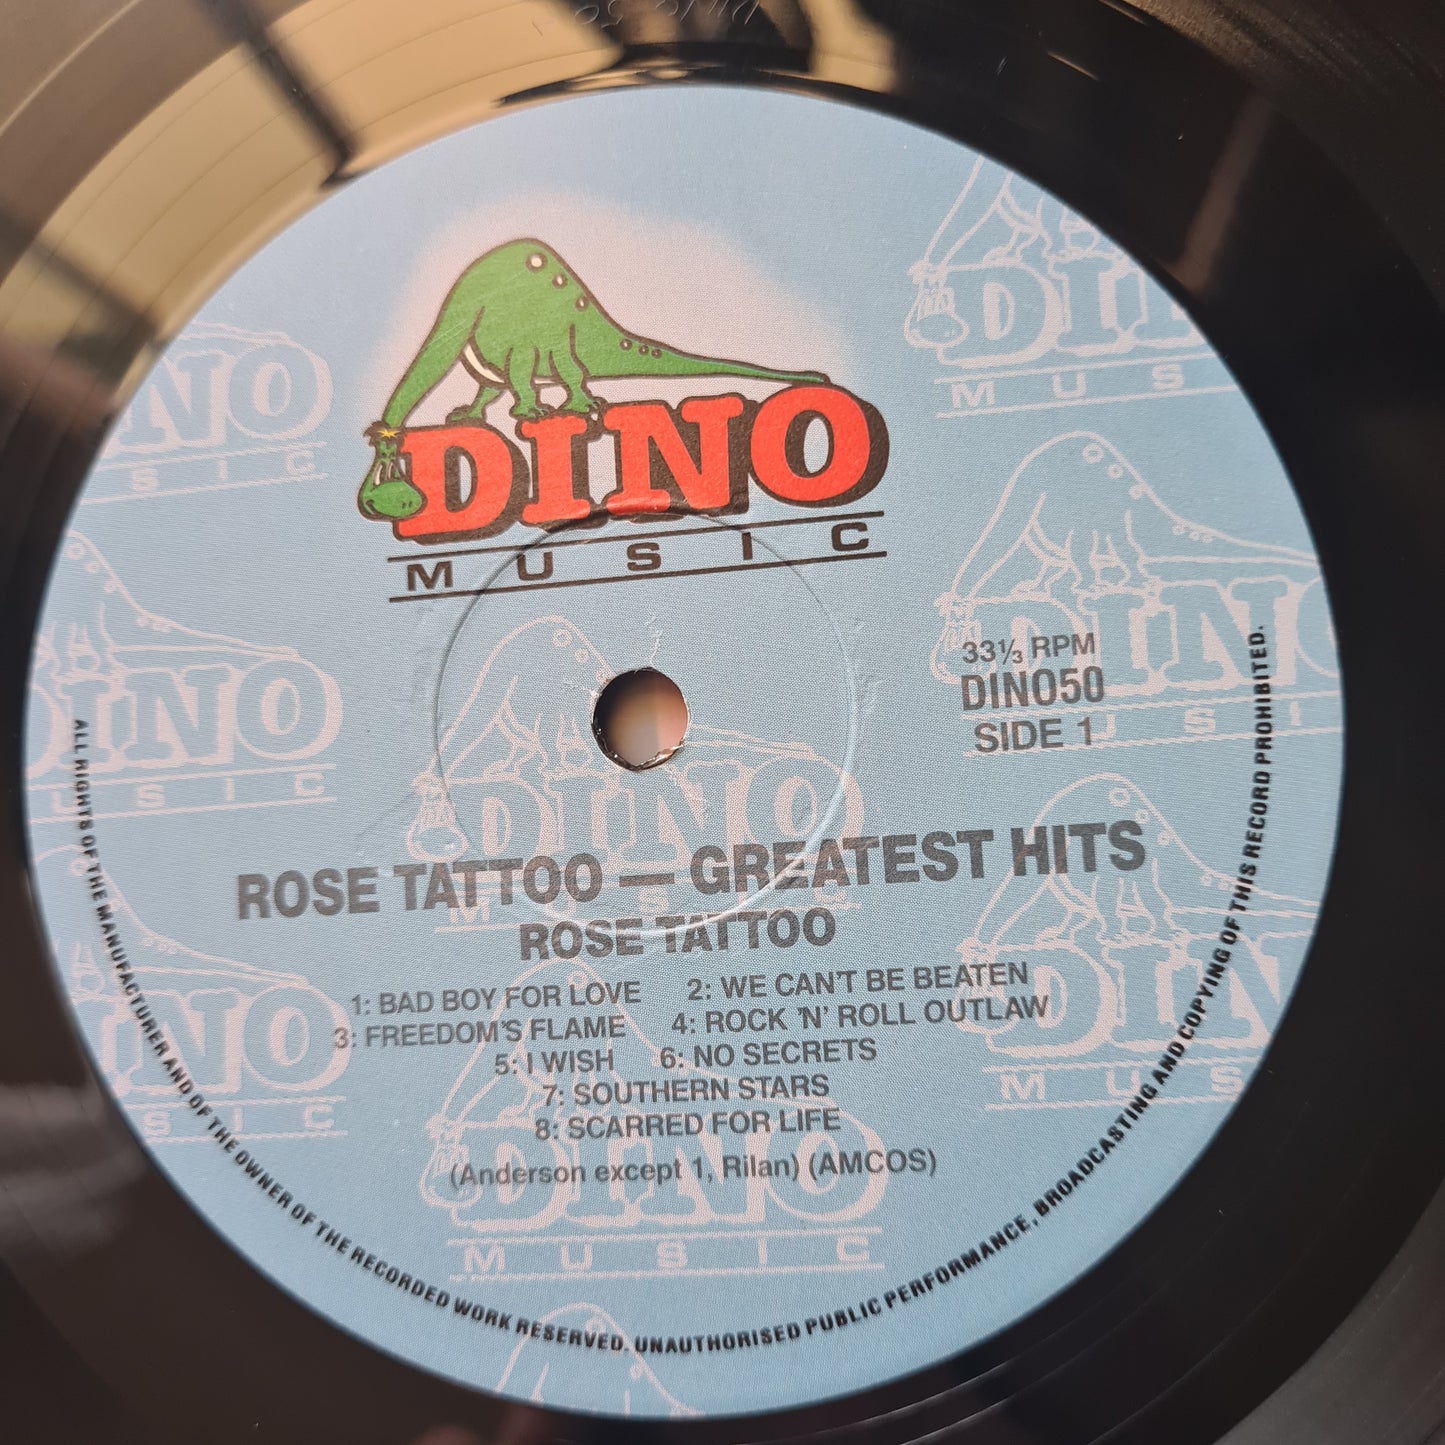 DINO
MUSIC
33⅓ RPM
DINO50
SIDE 1
ROSE TATTOO — GREATEST HITS
ROSE TATTOO
1: BAD BOY FOR LOVE 2: WE CAN'T BE BEATEN
3: FREEDOM'S FLAME 4: ROCK 'N' ROLL OUTLAW
5: I WISH 6: NO SECRETS
7: SOUTHERN STARS
8: SCARRED FOR LIFE
(Anderson except 1, Rilan) (AMCOS)
ALL RIGHTS OF THE MANUFACTURER AND OF THE OWNER OF THE RECORDED WORK RESERVED. UNAUTHORISED PUBLIC PERFORMANCE, BROADCASTING AND COPYING OF THIS RECORD PROHIBITED.